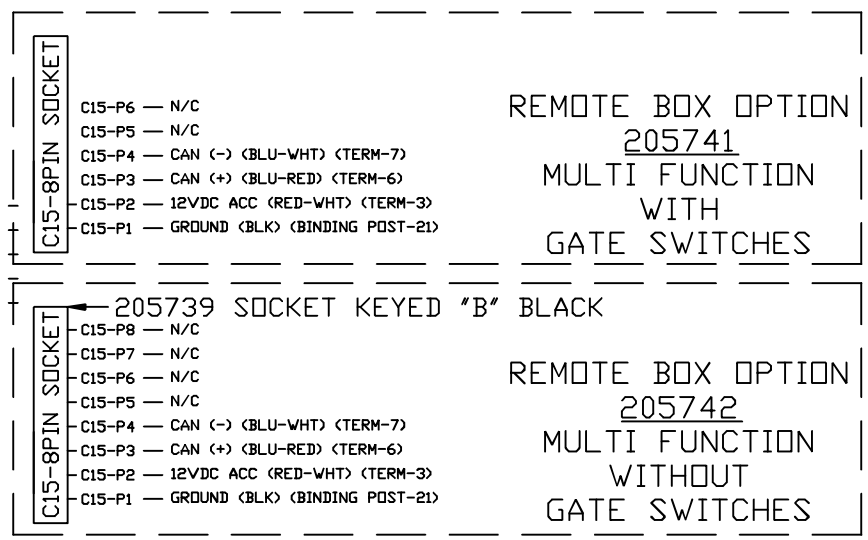 C15-8PIN SOCKET
C15-P6 — N/C
C15-P5 — N/C
C15-P4 — CAN (-) (BLU-WHT) (TERM-7)
C15-P3 — CAN (+) (BLU-RED) (TERM-6)
C15-P2 — 12VDC ACC (RED-WHT) (TERM-3)
C15-P1 — GROUND (BLK) (BINDING POST-21)
REMOTE BOX OPTION
205741
MULTI FUNCTION
WITH
GATE SWITCHES
205739 SOCKET KEYED "B" BLACK
C15-8PIN SOCKET
C15-P8 — N/C
C15-P7 — N/C
C15-P6 — N/C
C15-P5 — N/C
C15-P4 — CAN (-) (BLU-WHT) (TERM-7)
C15-P3 — CAN (+) (BLU-RED) (TERM-6)
C15-P2 — 12VDC ACC (RED-WHT) (TERM-3)
C15-P1 — GROUND (BLK) (BINDING POST-21)
REMOTE BOX OPTION
205742
MULTI FUNCTION
WITHOUT
GATE SWITCHES